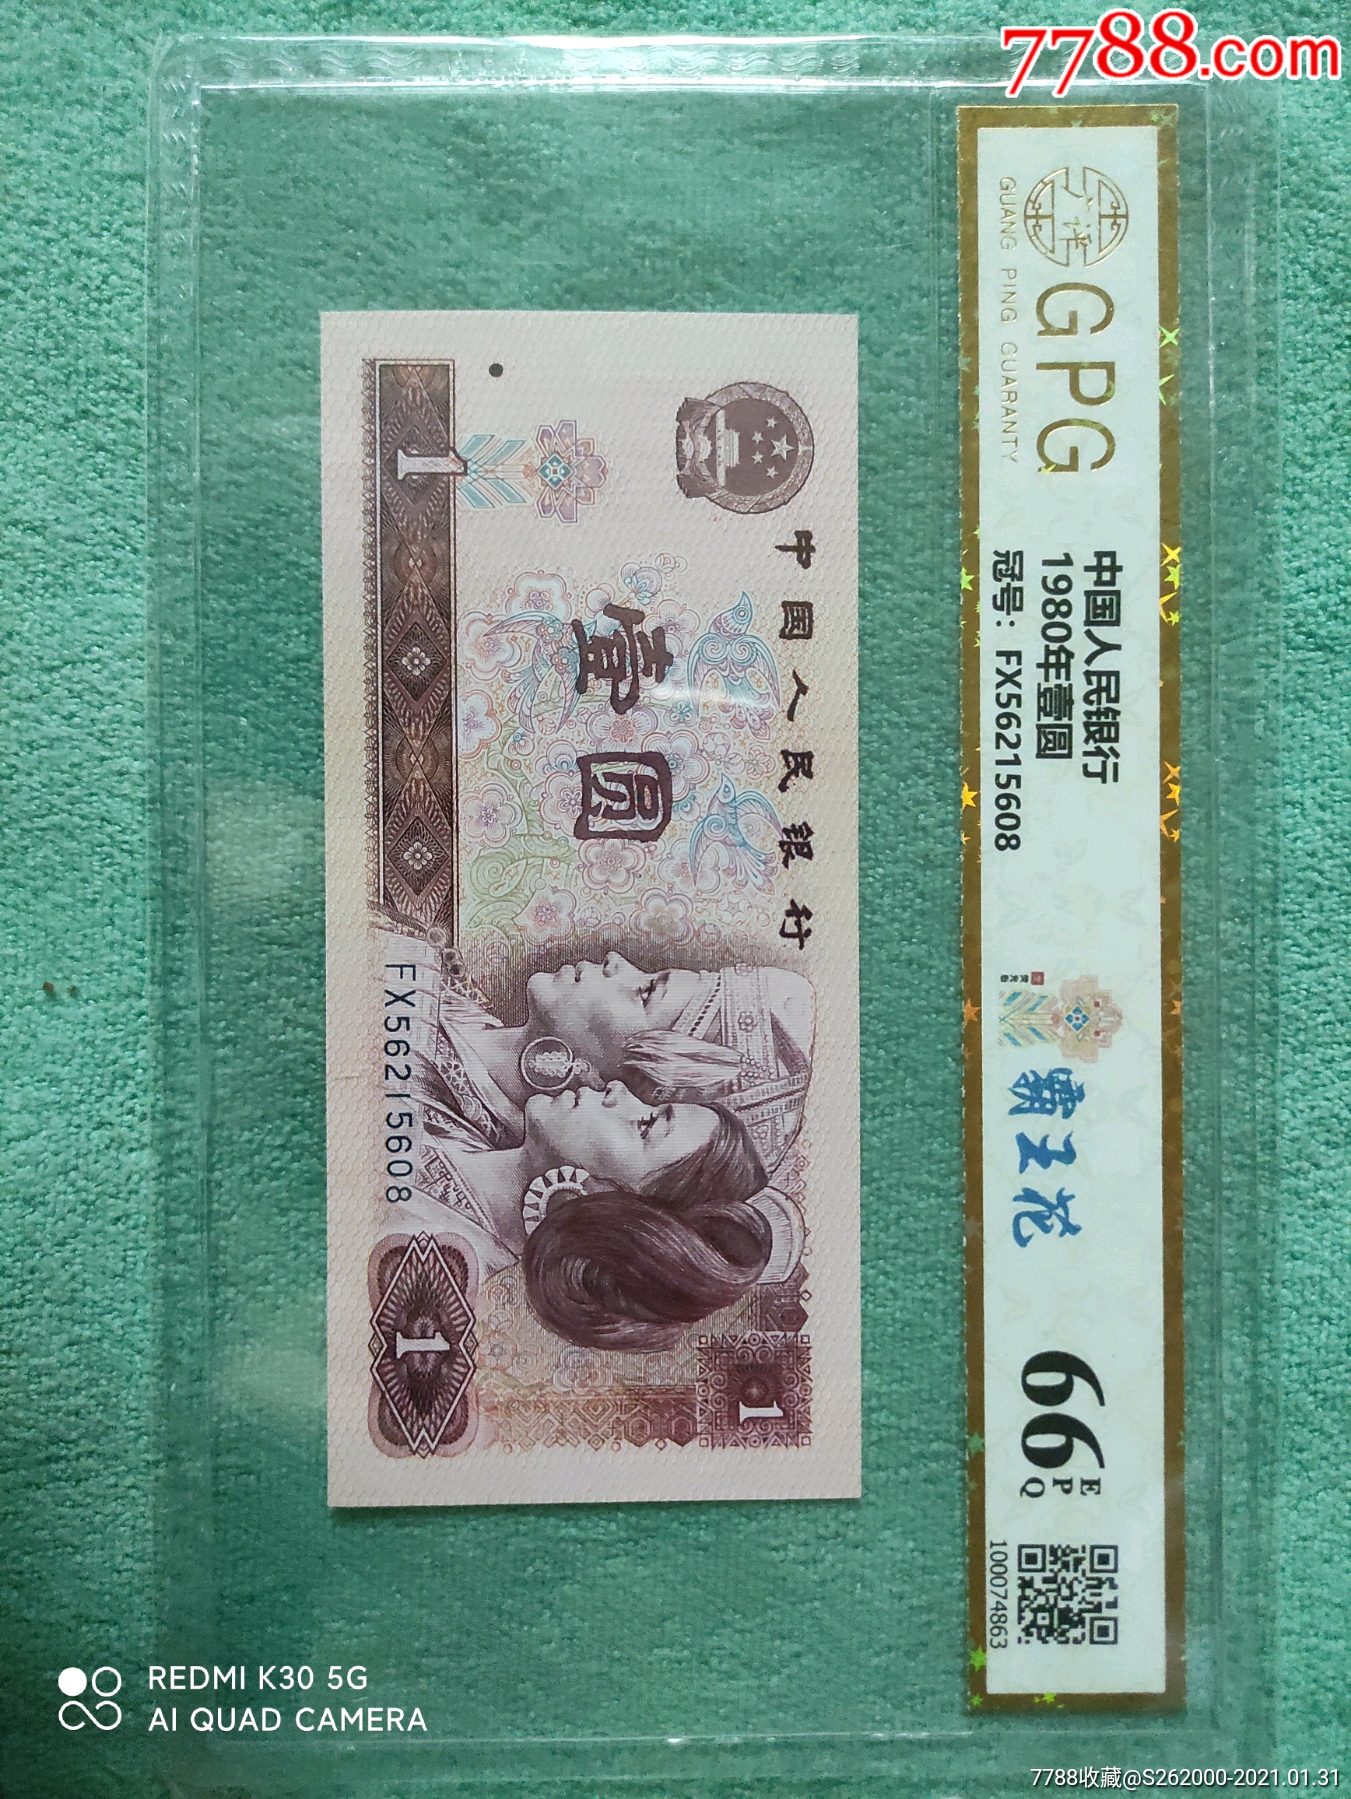 7788.com
GPG
GUANG PING GUARANTY
中国人民银行
1980年壹圆
冠号：FX56215608
霸王花
66 EPQ
100074863
中国人民银行
壹圆
1
FX56215608
1
1
REDMI K30 5G
AI QUAD CAMERA
7788收藏@S262000-2021.01.31